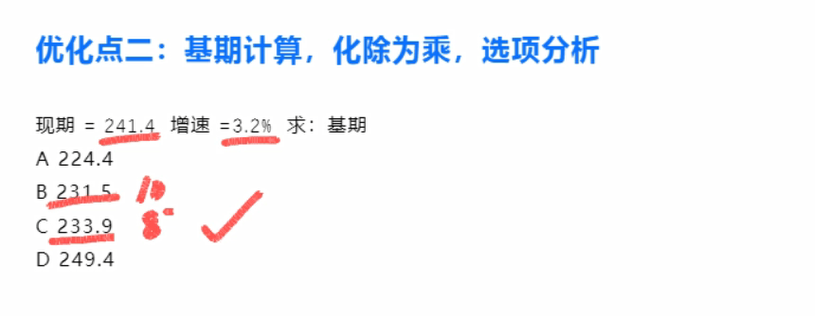 优化点二：基期计算，化除为乘，选项分析
现期 = 241.4 增速 =3.2% 求：基期
A 224.4
B 231.5 10
C 233.9 8-
D 249.4